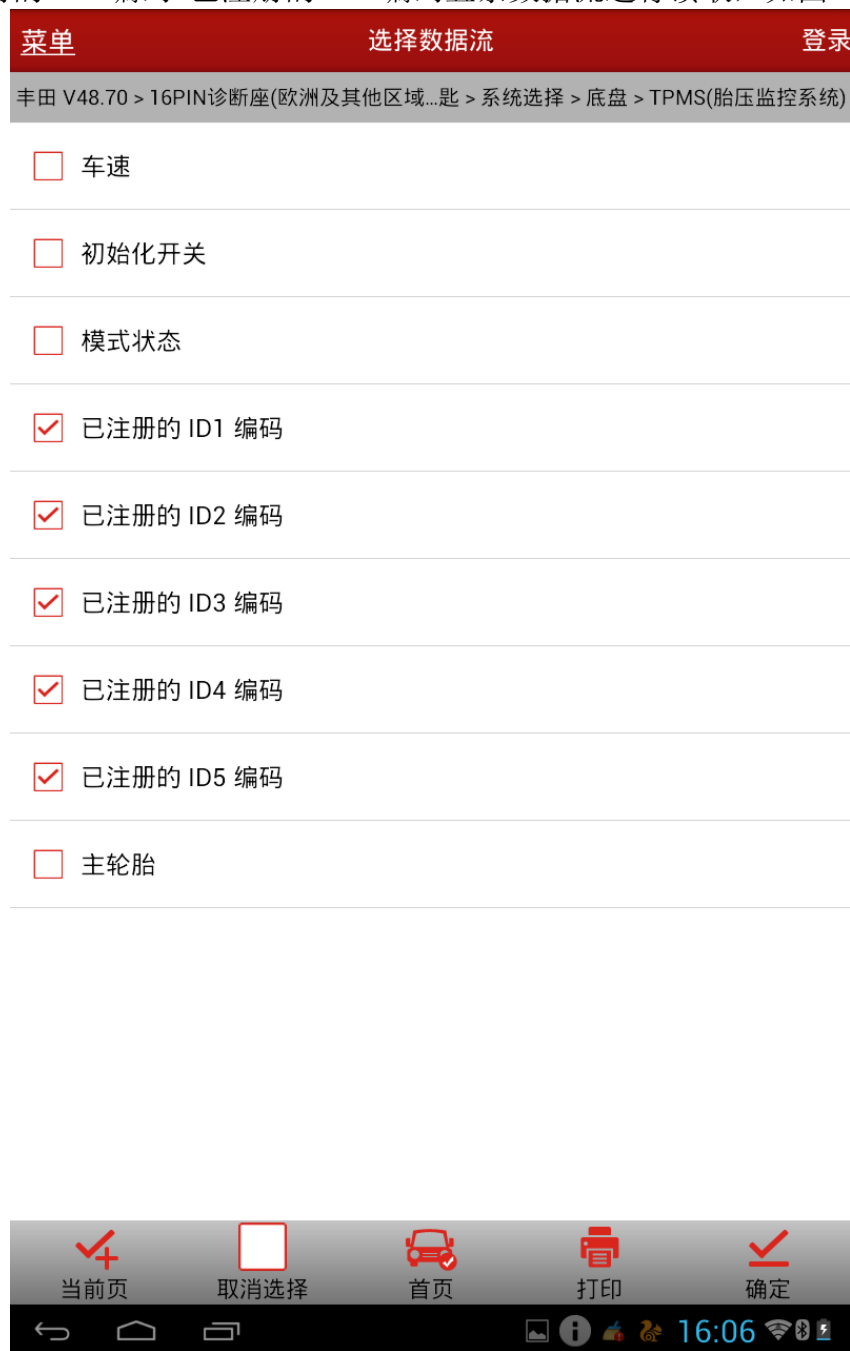 菜单 选择数据流 登录
丰田 V48.70 > 16PIN诊断座(欧洲及其他区域...匙 > 系统选择 > 底盘 > TPMS(胎压监控系统)
车速
初始化开关
模式状态
已注册的 ID1 编码
已注册的 ID2 编码
已注册的 ID3 编码
已注册的 ID4 编码
已注册的 ID5 编码
主轮胎
当前页 取消选择 首页 打印 确定
16:06